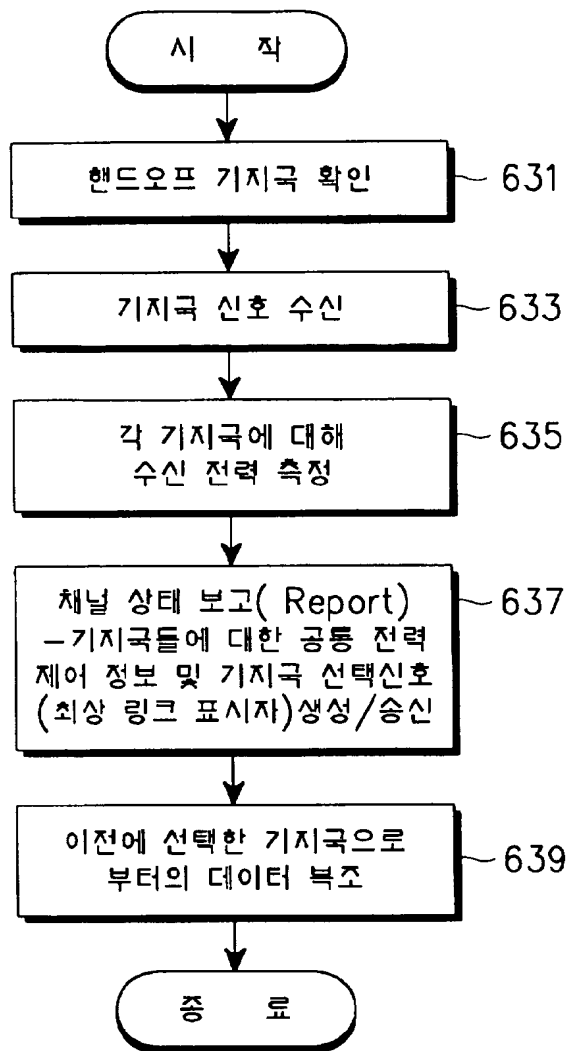 시 작
핸드오프 기지국 확인
631
기지국 신호 수신
633
각 기지국에 대해
수신 전력 측정
635
채널 상태 보고( Report)
-기지국들에 대한 공통 전력
제어 정보 및 기지국 선택신호
(최상 링크 표시자)생성/송신
637
이전에 선택한 기지국으로
부터의 데이터 복조
639
종 료